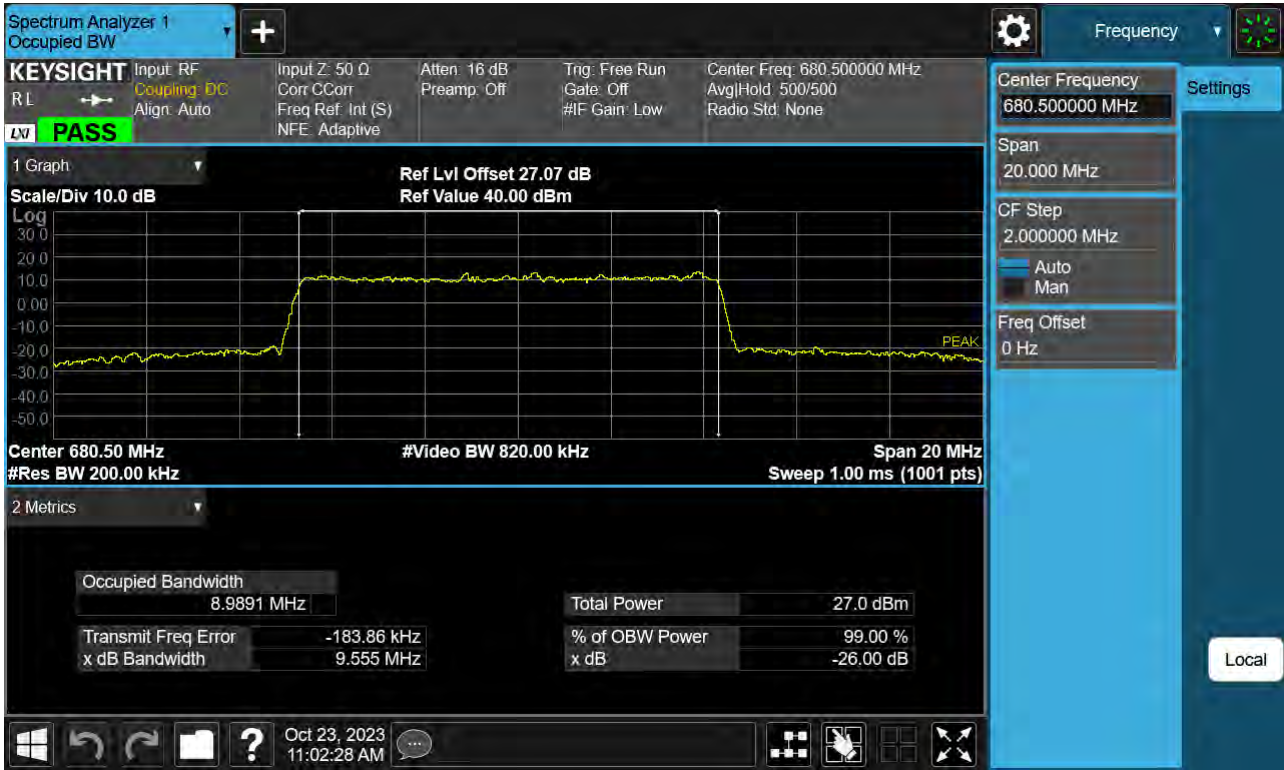 Spectrum Analyzer 1
Occupied BW
Frequency
KEYSIGHT
RL
LXI
PASS
Input: RF
Coupling: DC
Align: Auto
Input Z: 50 Ω
Corr CCorr
Freq Ref: Int (S)
NFE: Adaptive
Atten: 16 dB
Preamp: Off
Trig: Free Run
Gate: Off
#IF Gain: Low
Center Freq: 680.500000 MHz
Avg|Hold: 500/500
Radio Std: None
1 Graph
Scale/Div 10.0 dB
Ref Lvl Offset 27.07 dB
Ref Value 40.00 dBm
Log
30.0
20.0
10.0
0.00
-10.0
-20.0
-30.0
-40.0
-50.0
PEAK
Center 680.50 MHz
#Res BW 200.00 kHz
#Video BW 820.00 kHz
Span 20 MHz
Sweep 1.00 ms (1001 pts)
2 Metrics
Occupied Bandwidth
8.9891 MHz
Transmit Freq Error -183.86 kHz
x dB Bandwidth 9.555 MHz
Total Power 27.0 dBm
% of OBW Power 99.00 %
x dB -26.00 dB
Center Frequency
680.500000 MHz
Span
20.000 MHz
CF Step
2.000000 MHz
Auto
Man
Freq Offset
0 Hz
Settings
Local
?
Oct 23, 2023
11:02:28 AM